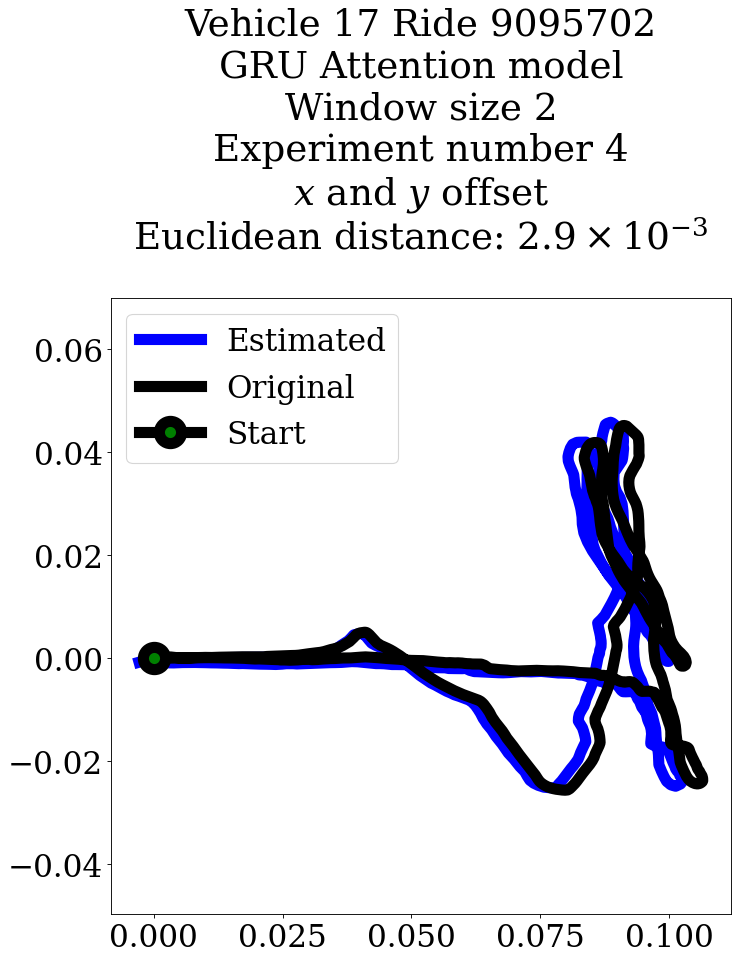 Vehicle 17 Ride 9095702
GRU Attention model
Window size 2
Experiment number 4
x and y offset
Euclidean distance: 2.9 × 10⁻³
Estimated
Original
Start
0.06
0.04
0.02
0.00
−0.02
−0.04
0.000 0.025 0.050 0.075 0.100